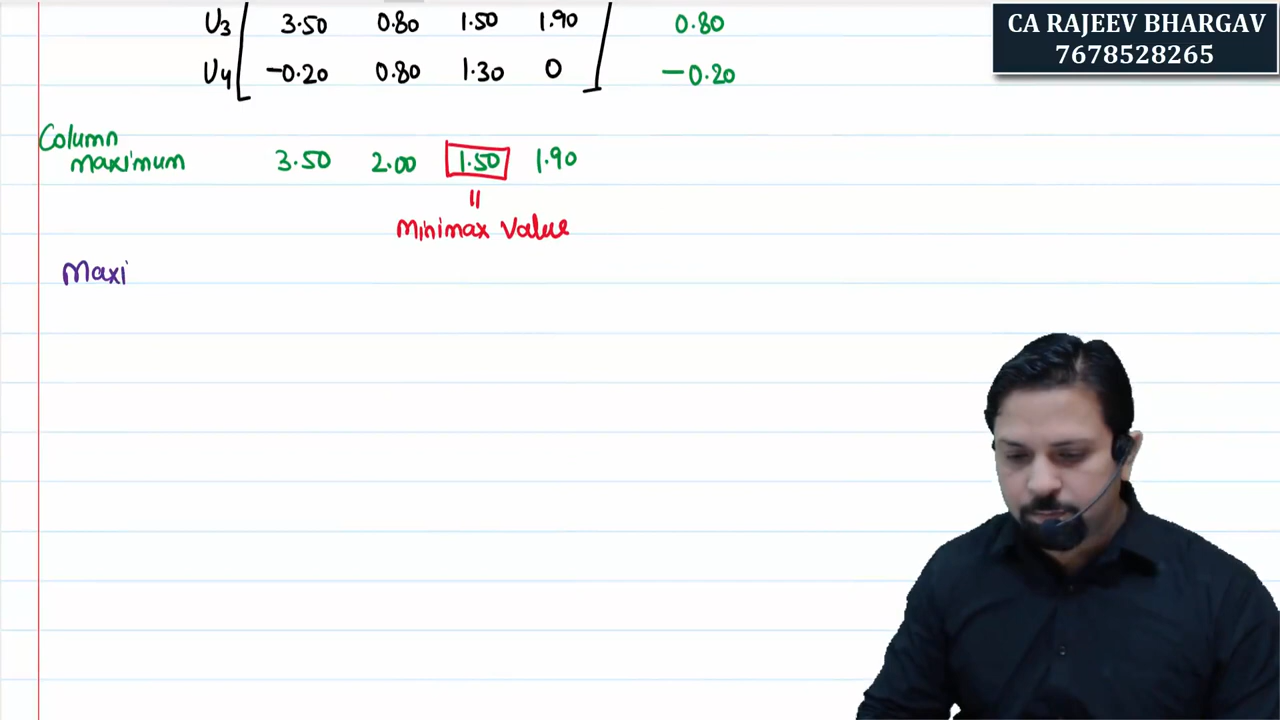 CA RAJEEV BHARGAV
7678528265
U3 3.50 0.80 1.50 1.90 0.80
U4 -0.20 0.80 1.30 0 -0.20
Column
maximum 3.50 2.00 1.50 1.90
=
Minimax Value
Maxi